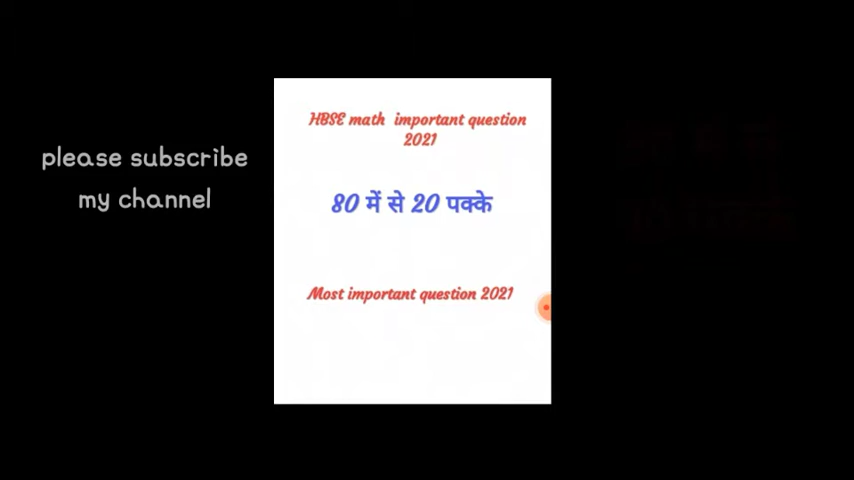 please subscribe
my channel
HBSE math important question
2021
80 में से 20 पक्के
Most important question 2021